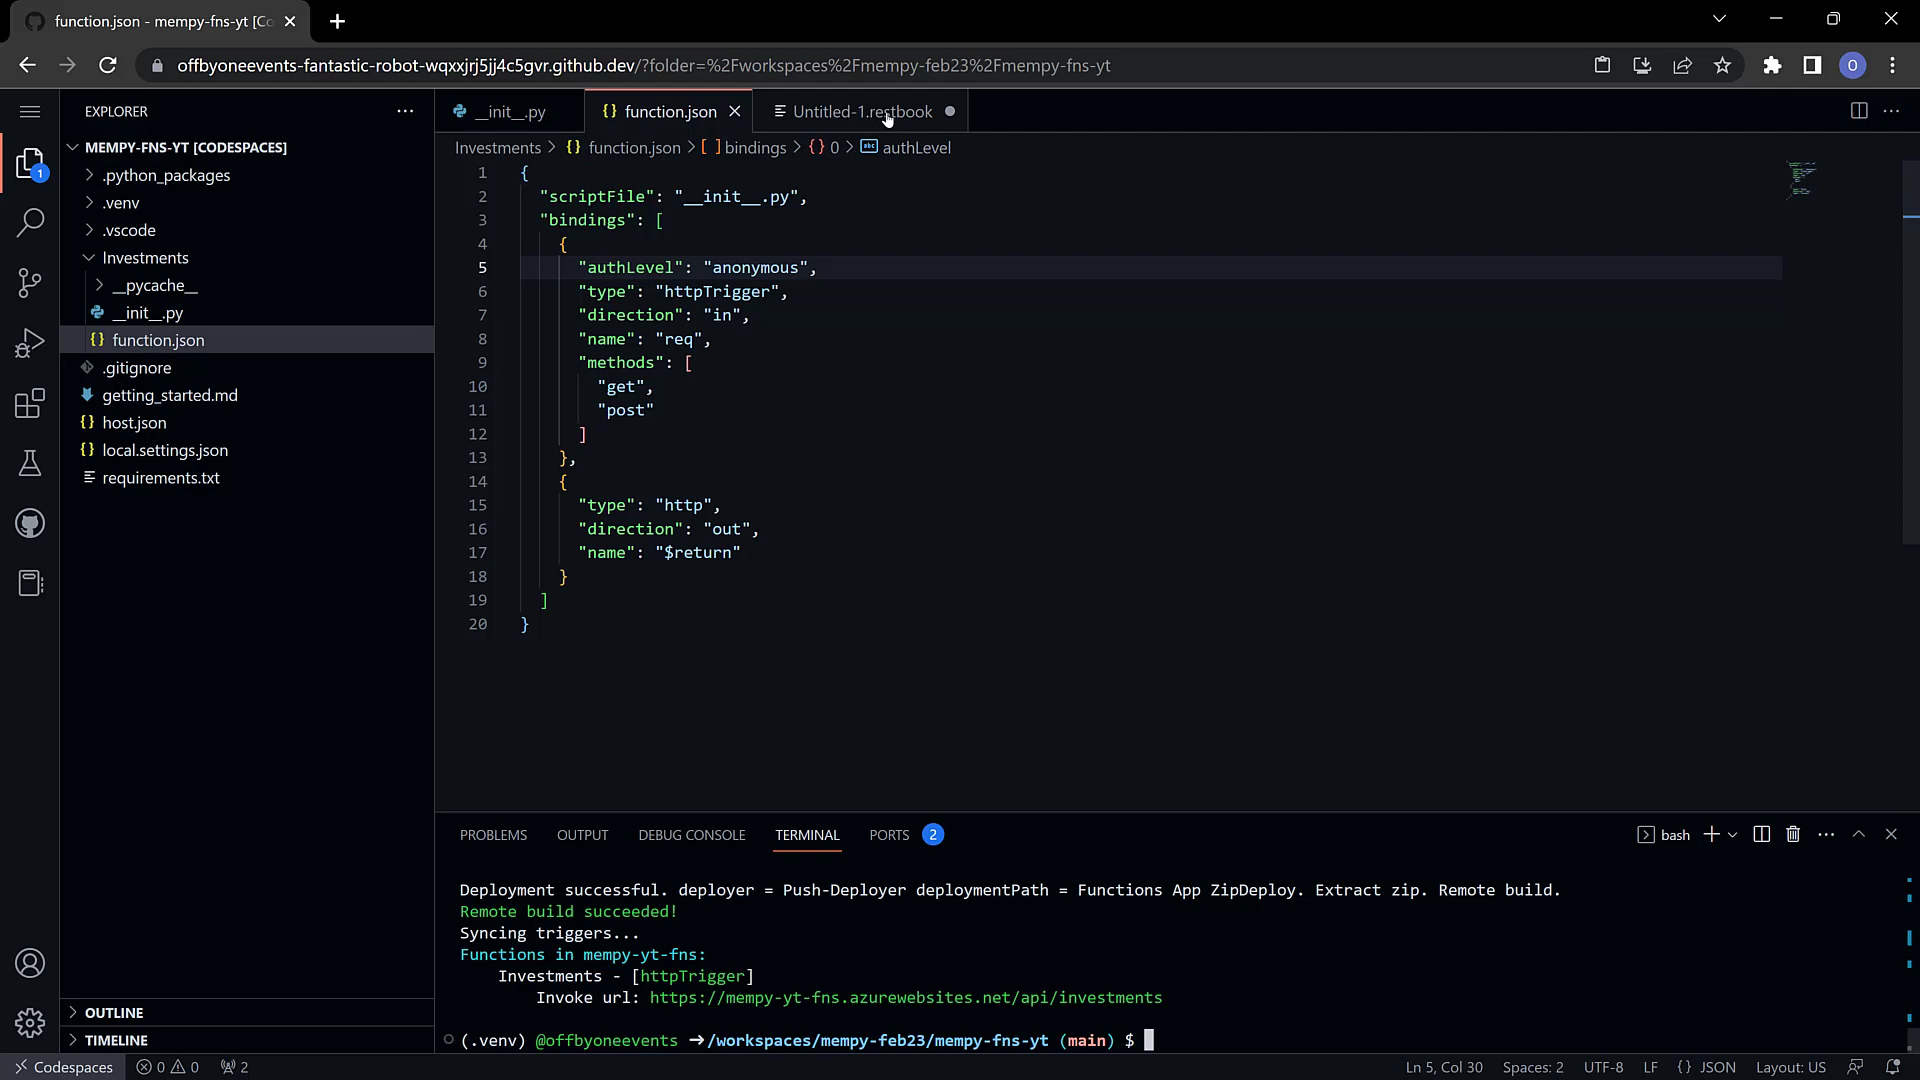 function.json - mempy-fns-yt [Co
offbyoneevents-fantastic-robot-wqxxjrj5jj4c5gvr.github.dev/?folder=%2Fworkspaces%2Fmempy-feb23%2Fmempy-fns-yt
O
EXPLORER
__init__.py
function.json
Untitled-1.restbook
Investments > {} function.json > [ ] bindings > {} 0 > abc authLevel
1
MEMPY-FNS-YT [CODESPACES]
.python_packages
.venv
.vscode
Investments
__pycache__
__init__.py
function.json
.gitignore
getting_started.md
host.json
local.settings.json
requirements.txt
OUTLINE
TIMELINE
1 {
2 "scriptFile": "__init__.py",
3 "bindings": [
4 {
5 "authLevel": "anonymous",
6 "type": "httpTrigger",
7 "direction": "in",
8 "name": "req",
9 "methods": [
10 "get",
11 "post"
12 ]
13 },
14 {
15 "type": "http",
16 "direction": "out",
17 "name": "$return"
18 }
19 ]
20 }
PROBLEMS OUTPUT DEBUG CONSOLE TERMINAL PORTS 2
bash
Deployment successful. deployer = Push-Deployer deploymentPath = Functions App ZipDeploy. Extract zip. Remote build.
Remote build succeeded!
Syncing triggers...
Functions in mempy-yt-fns:
Investments - [httpTrigger]
Invoke url: https://mempy-yt-fns.azurewebsites.net/api/investments
(.venv) @offbyoneevents ➜/workspaces/mempy-feb23/mempy-fns-yt (main) $
Codespaces 0 0 2 Ln 5, Col 30 Spaces: 2 UTF-8 LF {} JSON Layout: US